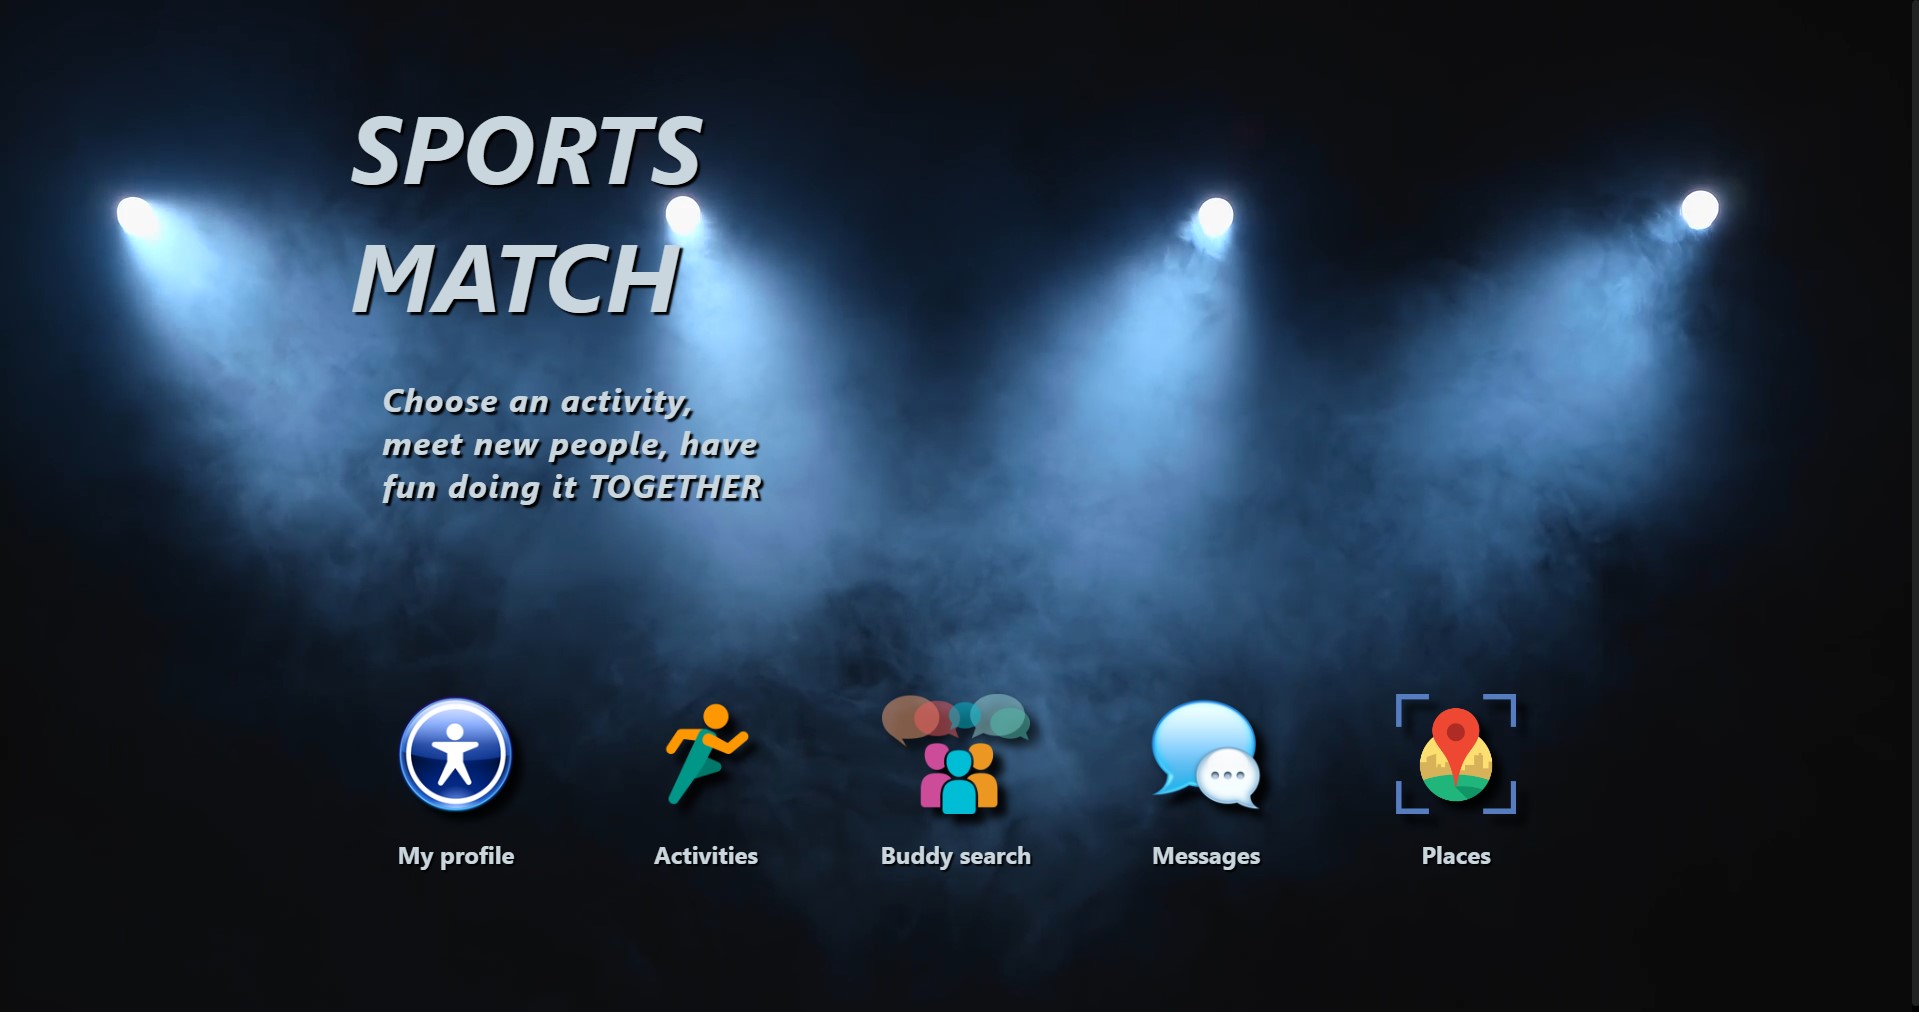 SPORTS
MATCH
Choose an activity,
meet new people, have
fun doing it TOGETHER
My profile
Activities
Buddy search
Messages
Places